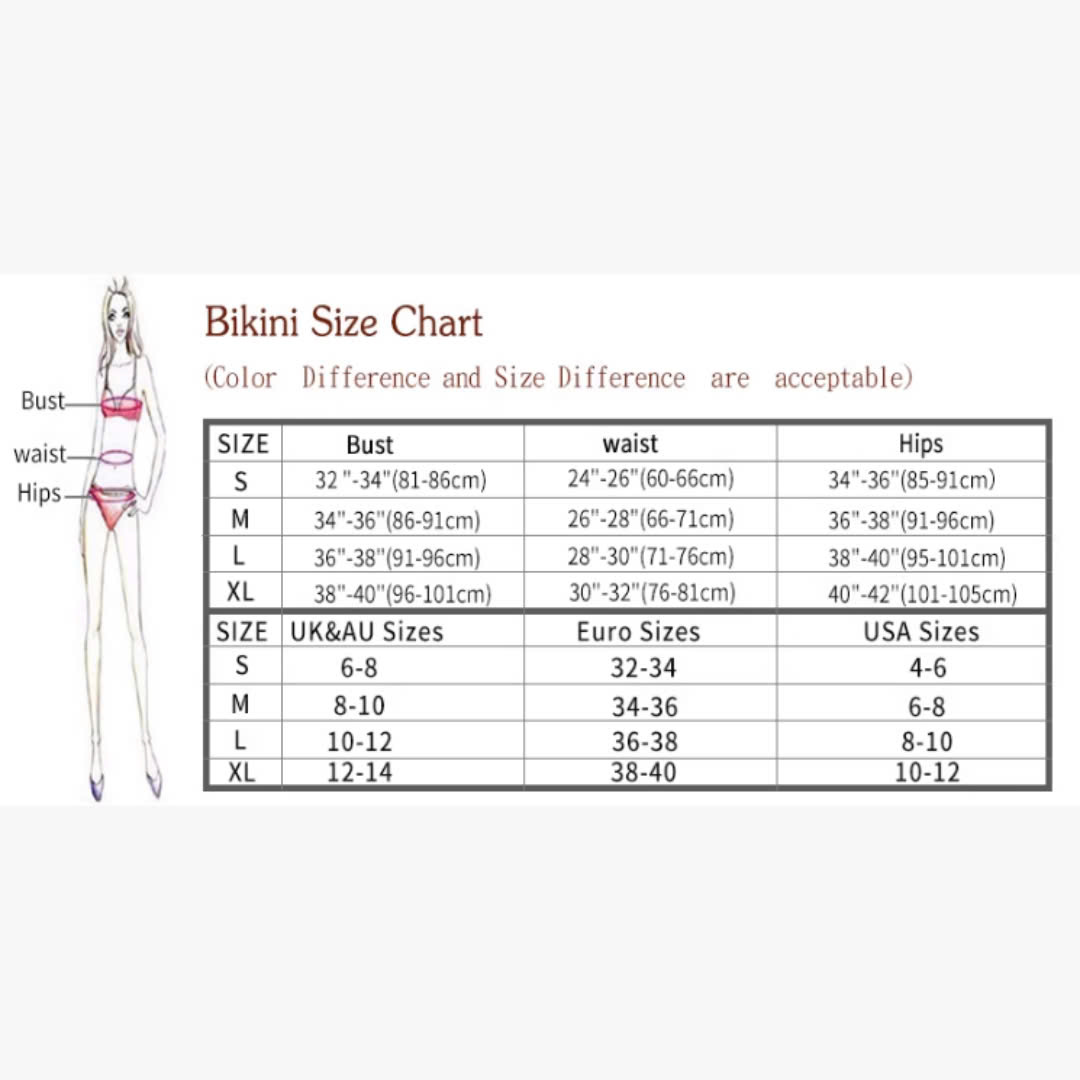 Bikini Size Chart
(Color Difference and Size Difference are acceptable)
Bust
waist
Hips
SIZE Bust waist Hips
S 32 "-34"(81-86cm) 24"-26"(60-66cm) 34"-36"(85-91cm)
M 34"-36"(86-91cm) 26"-28"(66-71cm) 36"-38"(91-96cm)
L 36"-38"(91-96cm) 28"-30"(71-76cm) 38"-40"(95-101cm)
XL 38"-40"(96-101cm) 30"-32"(76-81cm) 40"-42"(101-105cm)
SIZE UK&AU Sizes Euro Sizes USA Sizes
S 6-8 32-34 4-6
M 8-10 34-36 6-8
L 10-12 36-38 8-10
XL 12-14 38-40 10-12